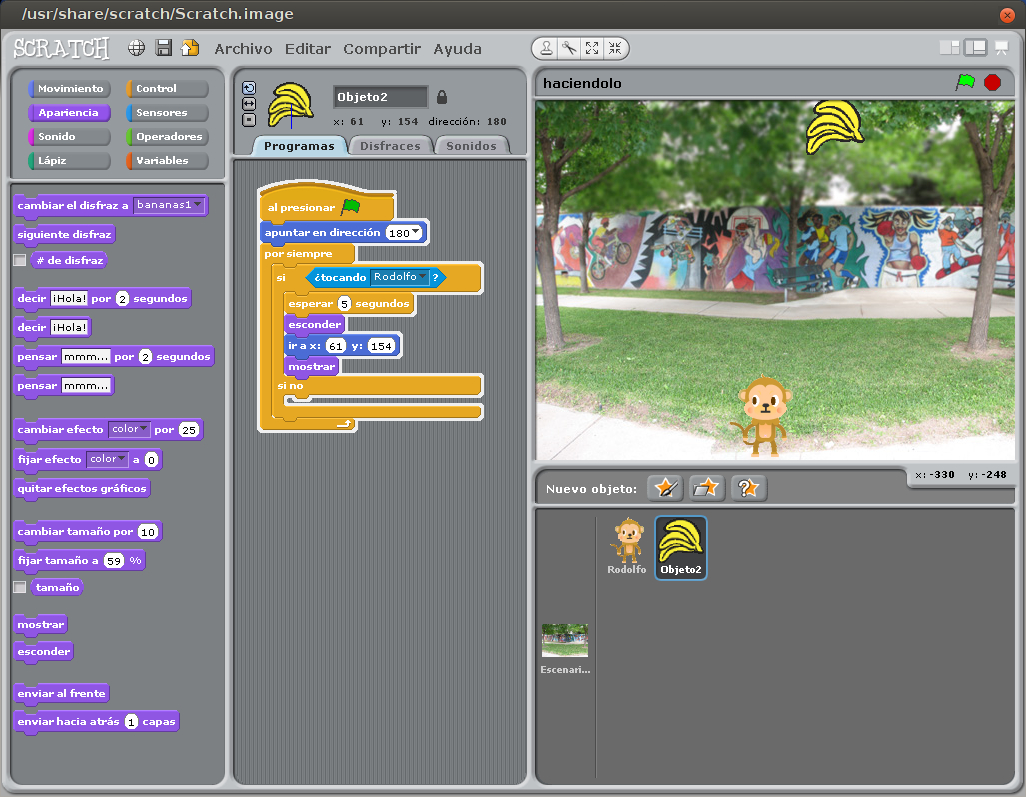 /usr/share/scratch/Scratch.image
SCRATCH Archivo Editar Compartir Ayuda
Movimiento Control
Apariencia Sensores
Sonido Operadores
Lápiz Variables
cambiar el disfraz a bananas1
siguiente disfraz
# de disfraz
decir ¡Hola! por 2 segundos
decir ¡Hola!
pensar mmm... por 2 segundos
pensar mmm...
cambiar efecto color por 25
fijar efecto color a 0
quitar efectos gráficos
cambiar tamaño por 10
fijar tamaño a 59 %
tamaño
mostrar
esconder
enviar al frente
enviar hacia atrás 1 capas
Objeto2
x: 61 y: 154 dirección: 180
Programas Disfraces Sonidos
al presionar
apuntar en dirección 180
por siempre
si ¿tocando Rodolfo ?
esperar 5 segundos
esconder
ir a x: 61 y: 154
mostrar
si no
haciendolo
x: -330 y: -248
Nuevo objeto:
Rodolfo Objeto2
Escenari...